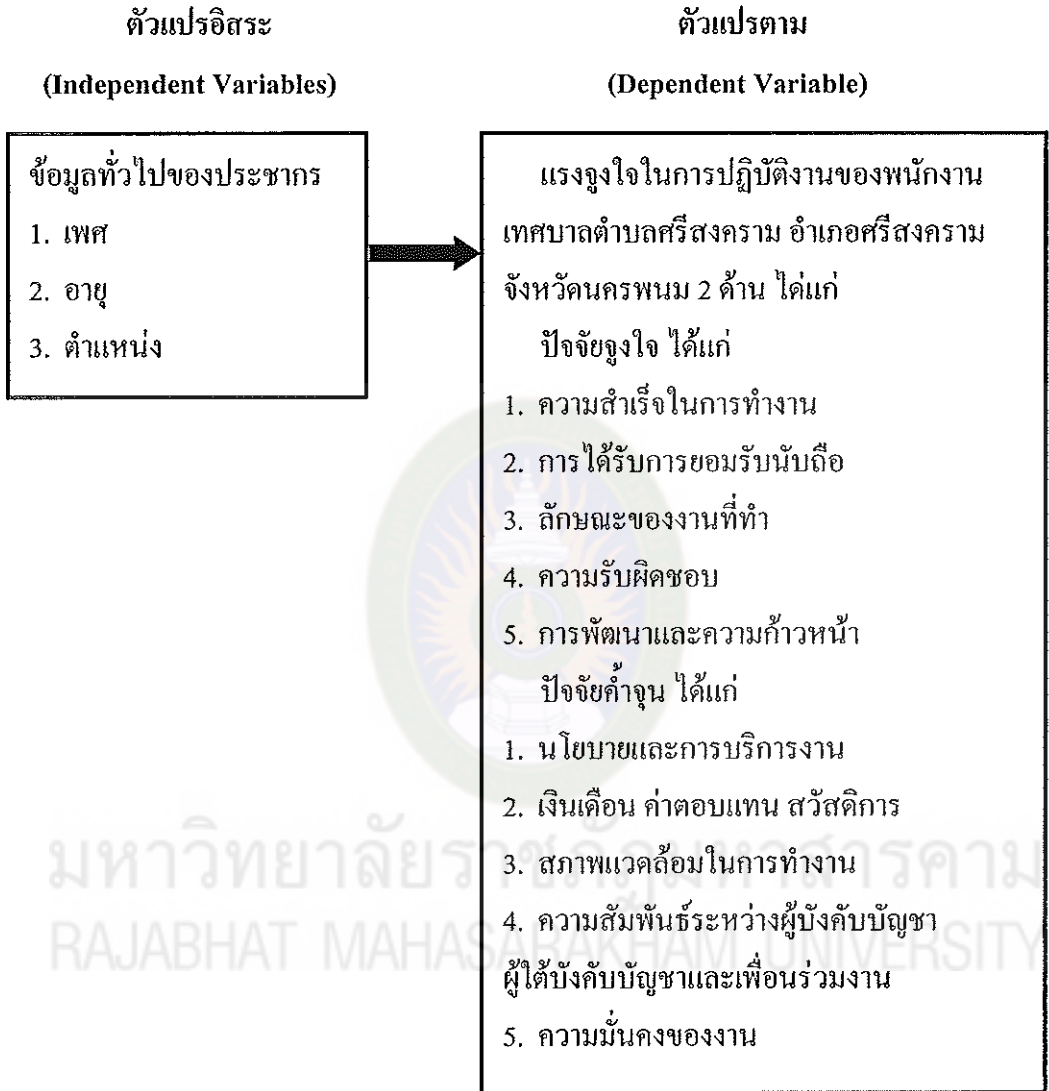 ตัวแปรอิสระ
(Independent Variables)
ข้อมูลทั่วไปของประชากร
1. เพศ
2. อายุ
3. ตำแหน่ง
ตัวแปรตาม
(Dependent Variable)
แรงจูงใจในการปฏิบัติงานของพนักงาน
เทศบาลตำบลศรีสงคราม อำเภอศรีสงคราม
จังหวัดนครพนม 2 ด้าน ได้แก่
ปัจจัยจูงใจ ได้แก่
1. ความสำเร็จในการทำงาน
2. การได้รับการยอมรับนับถือ
3. ลักษณะของงานที่ทำ
4. ความรับผิดชอบ
5. การพัฒนาและความก้าวหน้า
ปัจจัยค้ำจุน ได้แก่
1. นโยบายและการบริการงาน
2. เงินเดือน ค่าตอบแทน สวัสดิการ
3. สภาพแวดล้อมในการทำงาน
4. ความสัมพันธ์ระหว่างผู้บังคับบัญชา
ผู้ใต้บังคับบัญชาและเพื่อนร่วมงาน
5. ความมั่นคงของงาน
มหาวิทยาลัยราชภัฏมหาสารคาม
RAJABHAT MAHASARAKHAM UNIVERSITY